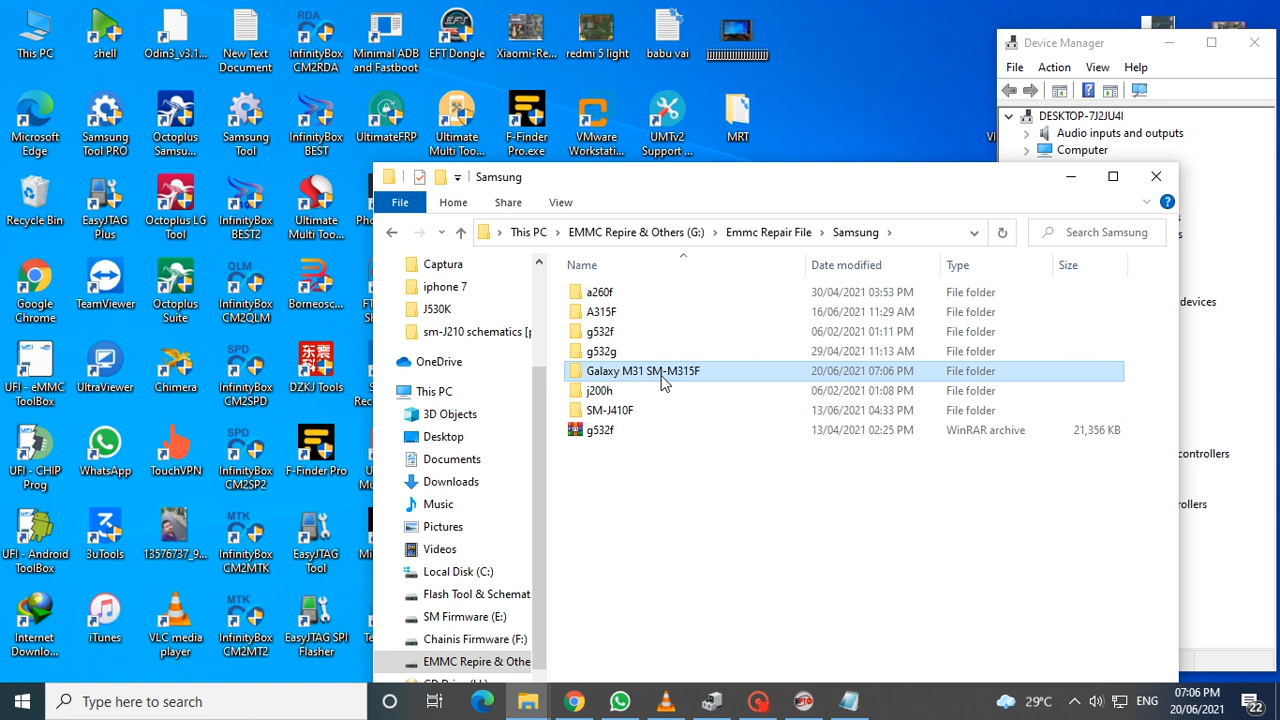 This PC
shell
Odin3_v3.1...
New Text Document
InfinityBox CM2RDA
Minimal ADB and Fastboot
EFT Dongle
Xiaomi-Re...
redmi 5 light
babu vai
Microsoft Edge
Samsung Tool PRO
Octoplus Samsu...
Samsung Tool
InfinityBox BEST
UltimateFRP
Ultimate Multi Too...
F-Finder Pro.exe
VMware Workstati...
UMTv2 Support ...
MRT
Recycle Bin
EasyJTAG Plus
Octoplus LG Tool
InfinityBox BEST2
Ultimate Multi Too...
Google Chrome
TeamViewer
Octoplus Suite
QLM
InfinityBox CM2QLM
Borneosc...
UFI - eMMC ToolBox
UltraViewer
Chimera
SPD
InfinityBox CM2SPD
DZKJ Tools
UFI - CHIP Prog
WhatsApp
TouchVPN
SPD
InfinityBox CM2SP2
F-Finder Pro
UFI - Android ToolBox
3uTools
13576737_9...
MTK
InfinityBox CM2MTK
EasyJTAG Tool
Internet Downlo...
iTunes
VLC media player
MTK
InfinityBox CM2MT2
EasyJTAG SPI Flasher
Device Manager
File Action View Help
DESKTOP-7J2JU4I
Audio inputs and outputs
Computer
devices
ontrollers
ollers
Samsung
File Home Share View
This PC > EMMC Repire & Others (G:) > Emmc Repair File > Samsung >
Search Samsung
Captura
iphone 7
J530K
sm-J210 schematics [p
OneDrive
This PC
3D Objects
Desktop
Documents
Downloads
Music
Pictures
Videos
Local Disk (C:)
Flash Tool & Schemat
SM Firmware (E:)
Chainis Firmware (F:)
EMMC Repire & Othe
Name Date modified Type Size
a260f 30/04/2021 03:53 PM File folder
A315F 16/06/2021 11:29 AM File folder
g532f 06/02/2021 01:11 PM File folder
g532g 29/04/2021 11:13 AM File folder
Galaxy M31 SM-M315F 20/06/2021 07:06 PM File folder
j200h 06/02/2021 01:08 PM File folder
SM-J410F 13/06/2021 04:33 PM File folder
g532f 13/04/2021 02:25 PM WinRAR archive 21,356 KB
Type here to search
29°C
ENG
07:06 PM
20/06/2021
22